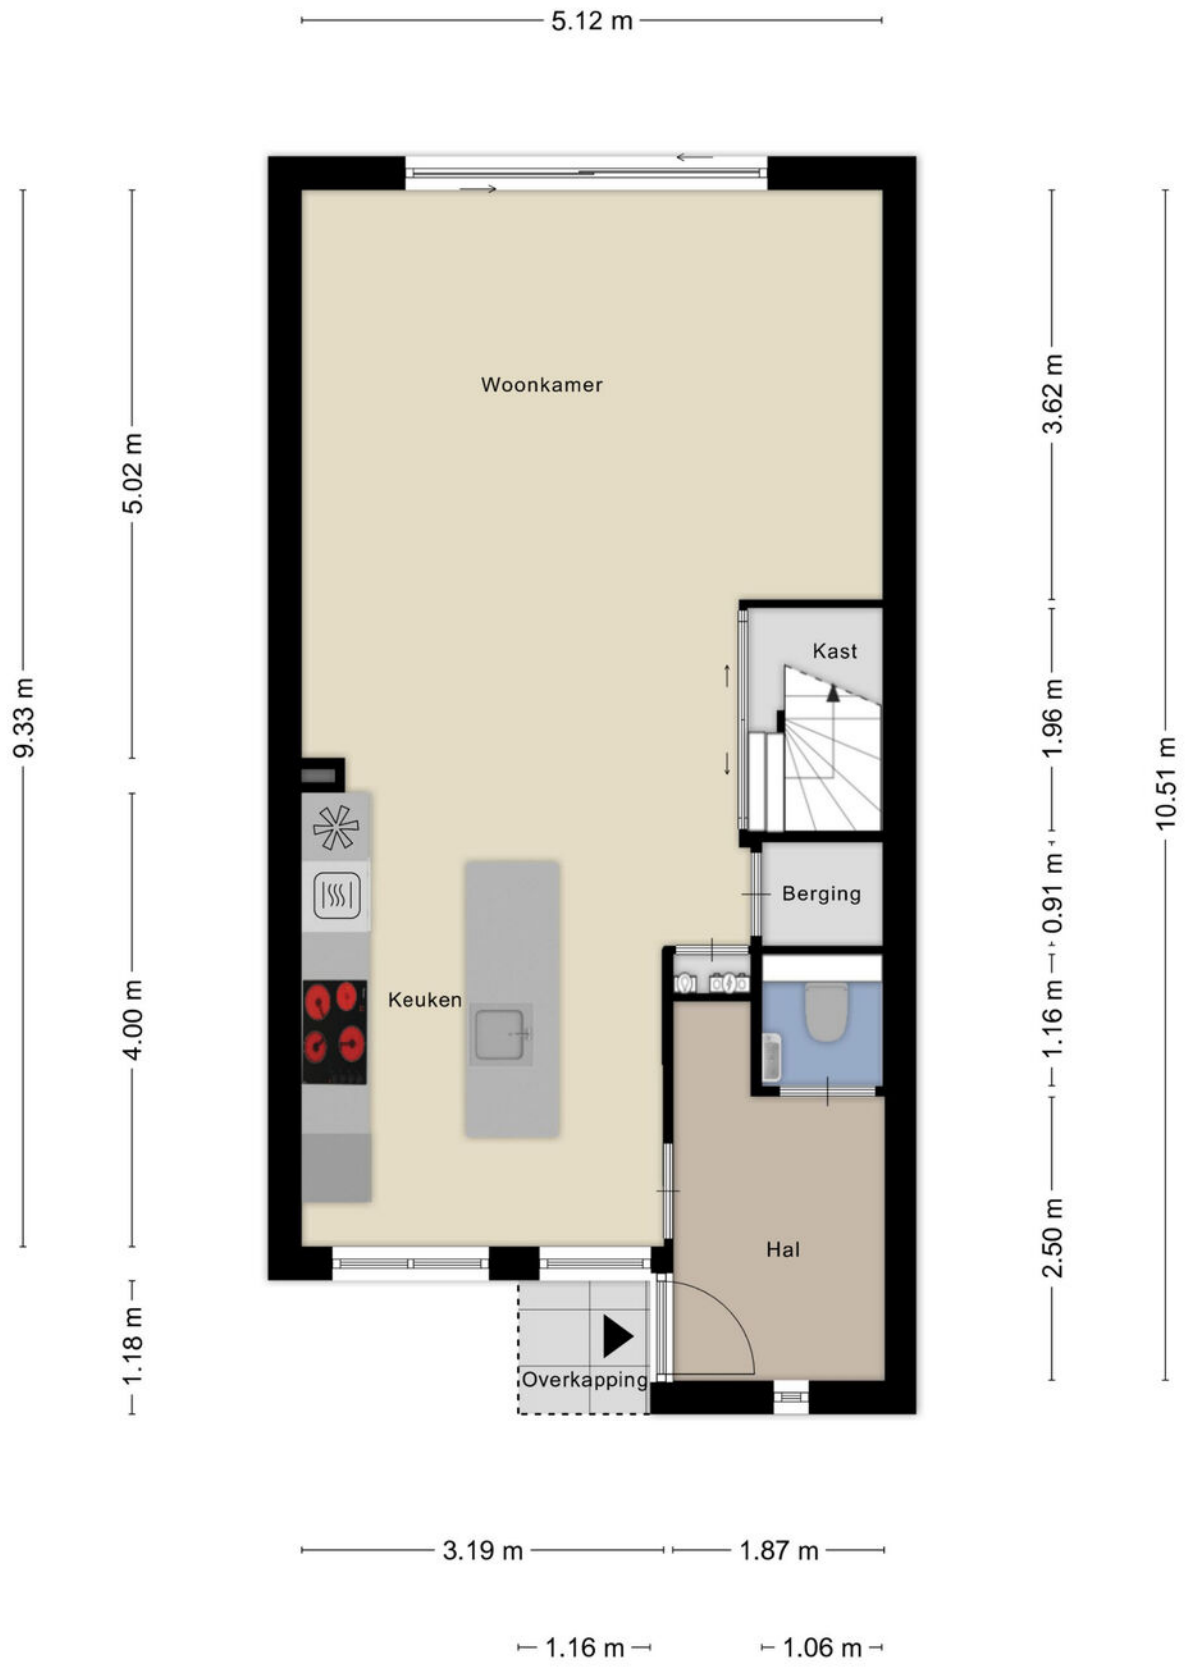 5.12 m
Woonkamer
3.62 m
5.02 m
9.33 m
Kast
1.96 m
10.51 m
Berging
0.91 m
Keuken
4.00 m
1.16 m
Hal
2.50 m
1.18 m
Overkapping
3.19 m
1.87 m
1.16 m
1.06 m